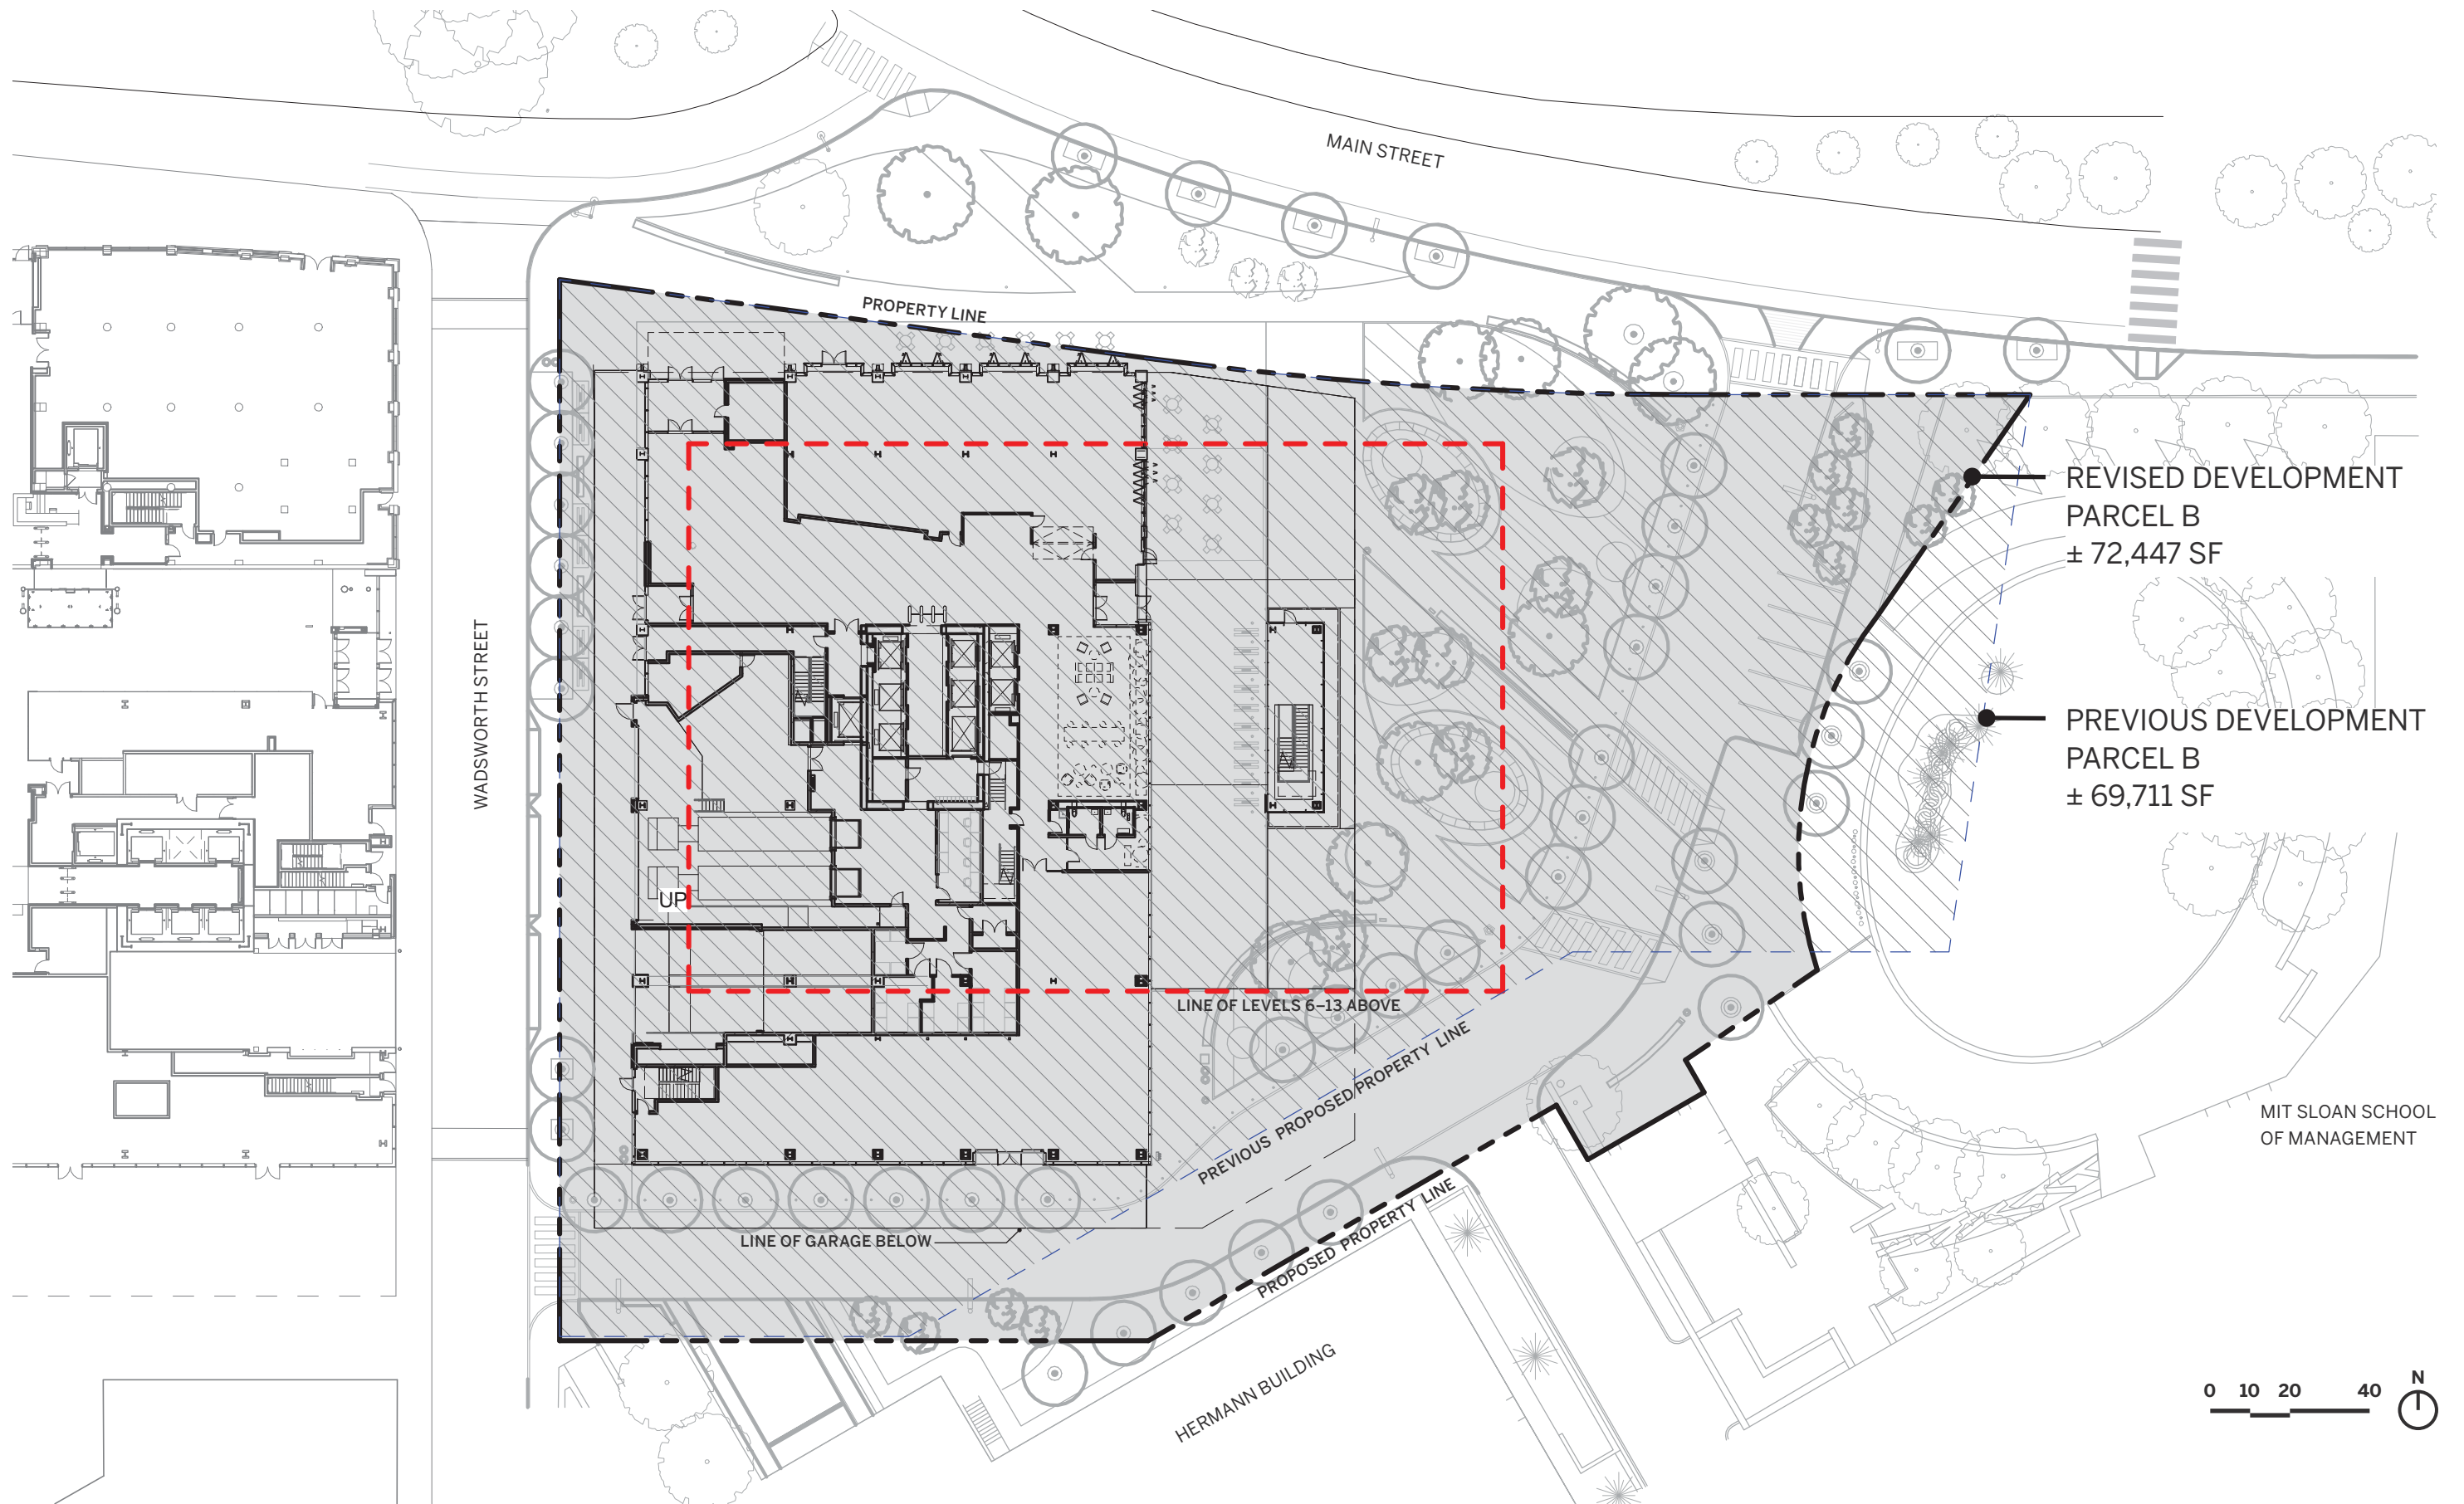 MAIN STREET
PROPERTY LINE
REVISED DEVELOPMENT
PARCEL B
± 72,447 SF
WADSWORTH STREET
PREVIOUS DEVELOPMENT
PARCEL B
± 69,711 SF
UP
LINE OF LEVELS 6–13 ABOVE
PREVIOUS PROPOSED PROPERTY LINE
MIT SLOAN SCHOOL
OF MANAGEMENT
LINE OF GARAGE BELOW
PROPOSED PROPERTY LINE
HERMANN BUILDING
0 10 20 40
N